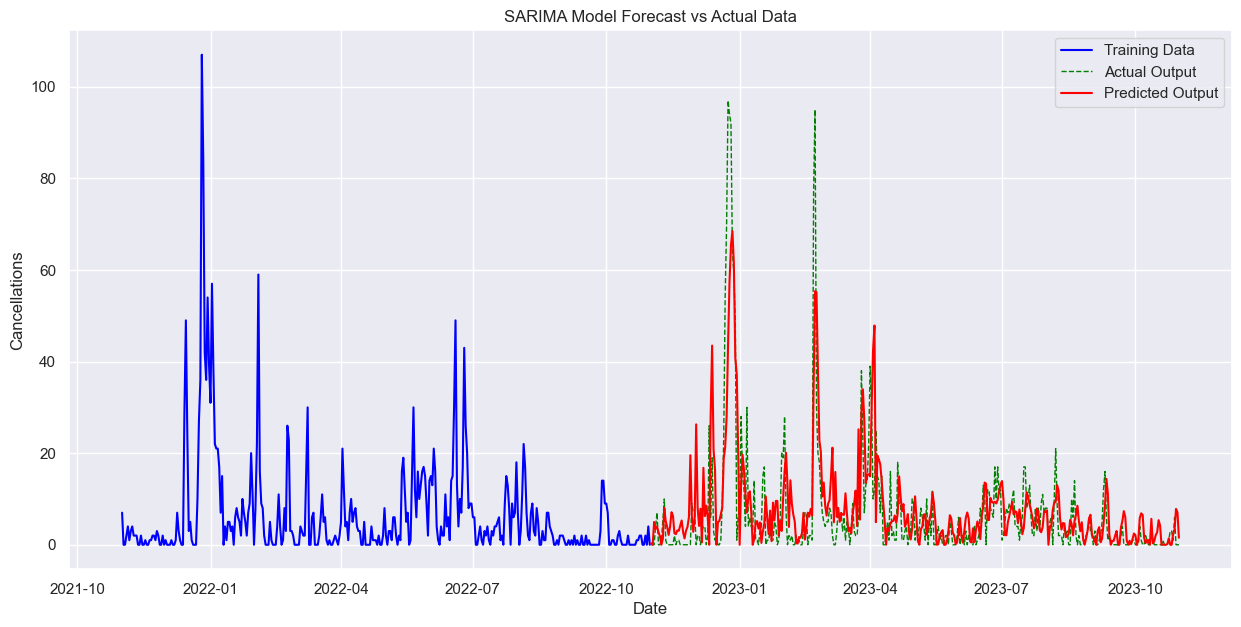 SARIMA Model Forecast vs Actual Data
Training Data
Actual Output
Predicted Output
Cancellations
100
80
60
40
20
0
2021-10
2022-01
2022-04
2022-07
2022-10
2023-01
2023-04
2023-07
2023-10
Date